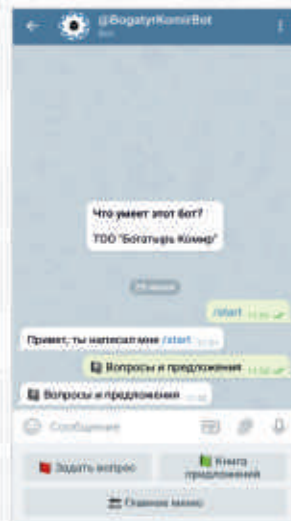 @BogatyrKomirBot
Что умеет этот бот?
ТОО "Богатырь Комир"
/start
Привет, ты написал мне /start
Вопросы и предложения
Вопросы и предложения
Сообщение
Задать вопрос
Книга
предложений
Главное меню